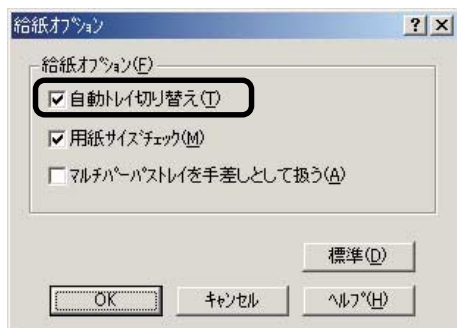 給紙オプション
給紙オプション(F)
自動トレイ切り替え(T)
用紙サイズチェック(M)
マルチパーパストレイを手差しとして扱う(A)
標準(D)
OK キャンセル ヘルプ(H)